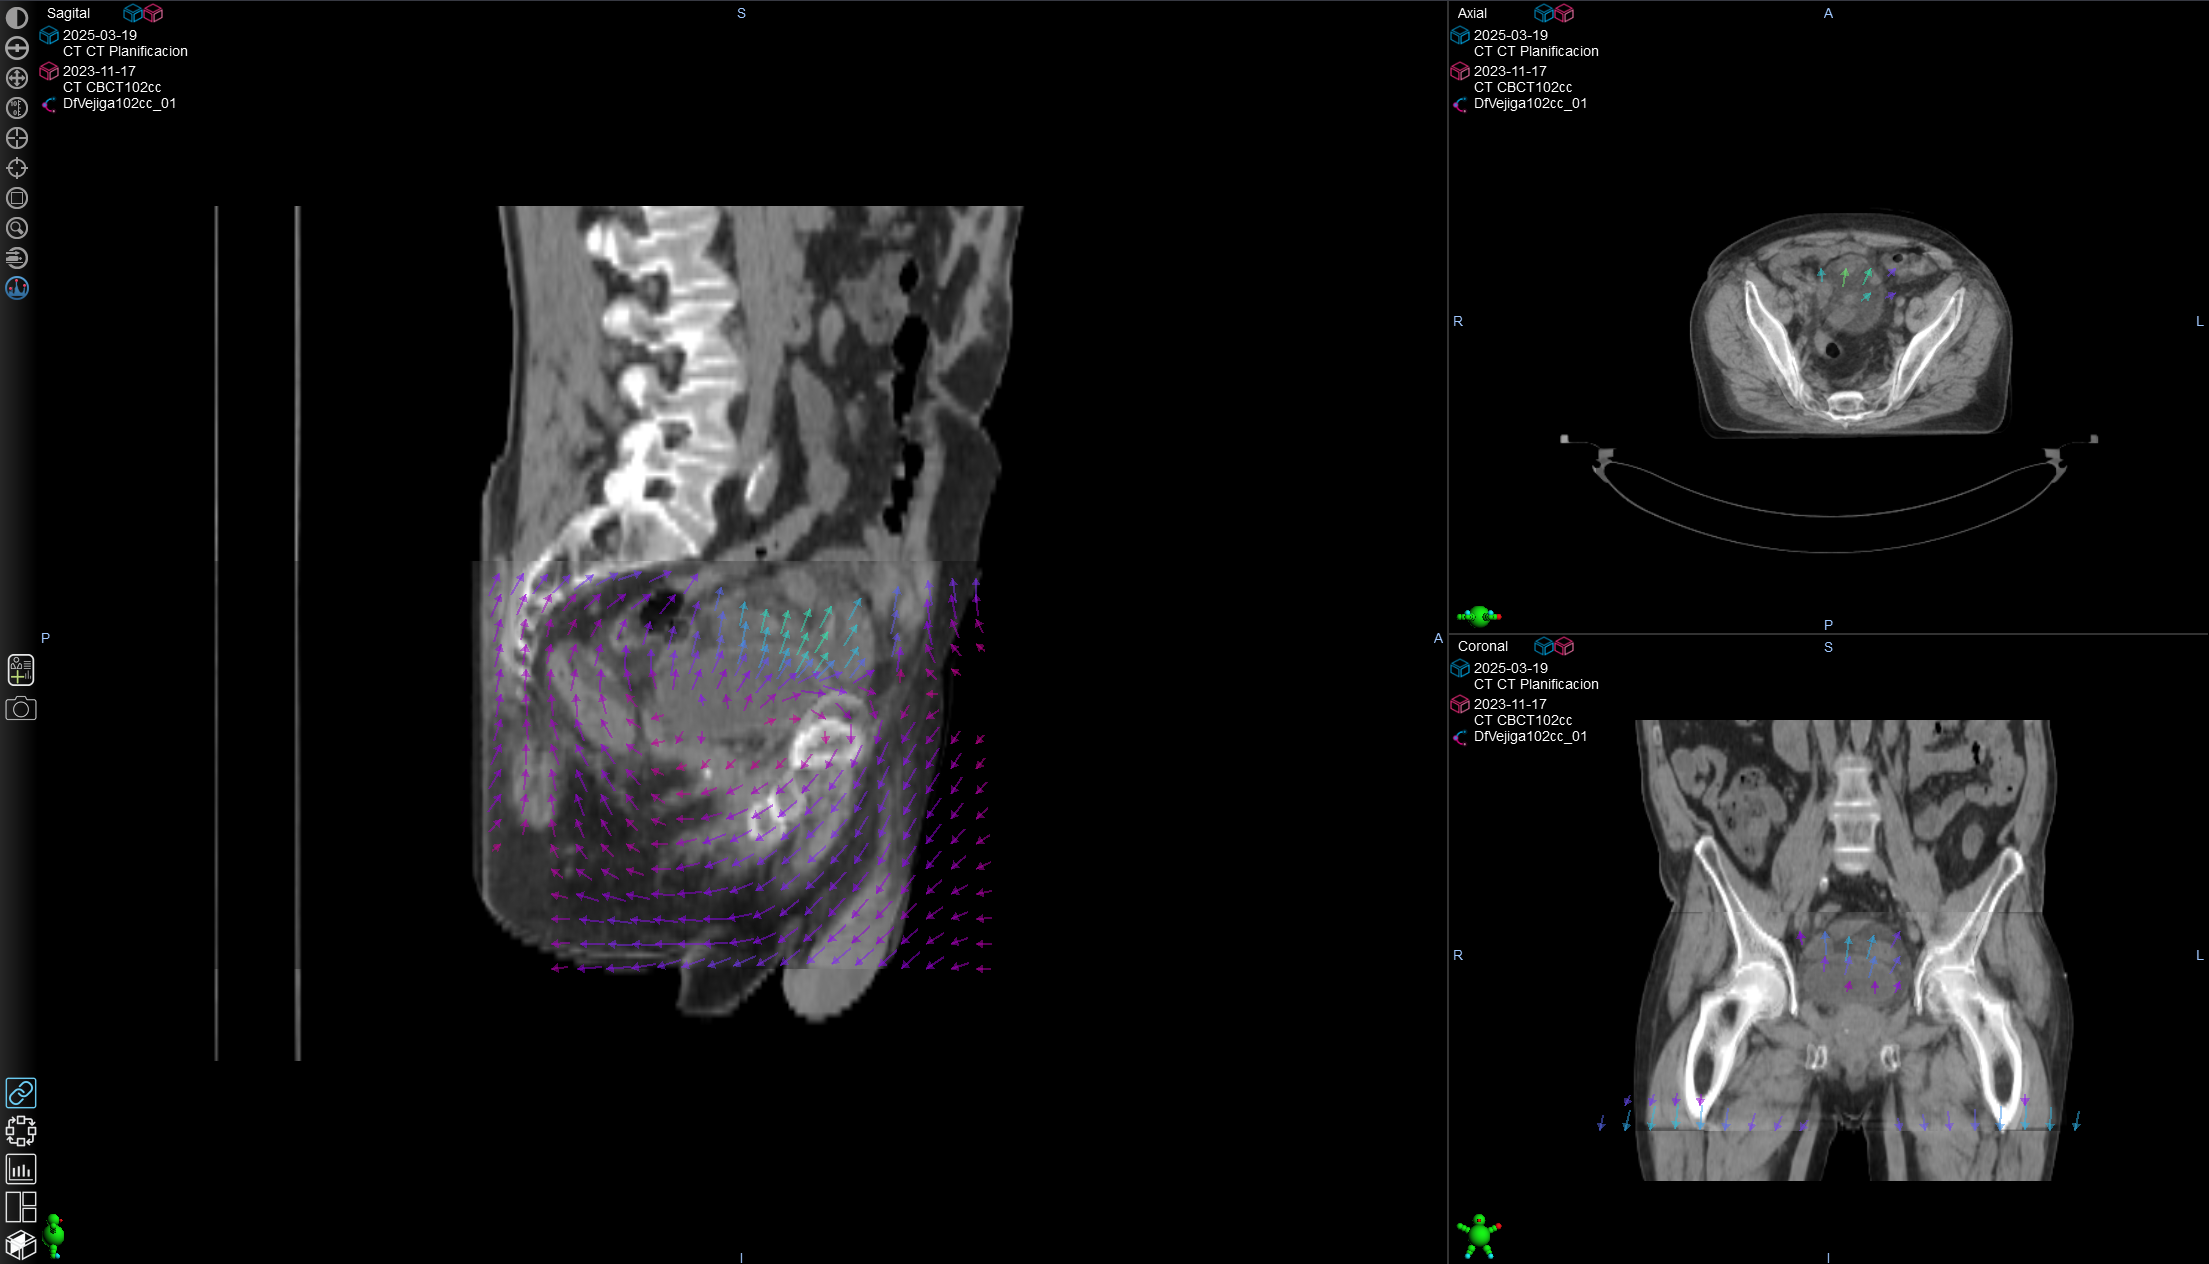 Sagital
S
2025-03-19
CT CT Planificacion
2023-11-17
CT CBCT102cc
DfVejiga102cc_01
P
A
I
Axial
A
2025-03-19
CT CT Planificacion
2023-11-17
CT CBCT102cc
DfVejiga102cc_01
R
L
P
Coronal
S
2025-03-19
CT CT Planificacion
2023-11-17
CT CBCT102cc
DfVejiga102cc_01
R
L
I